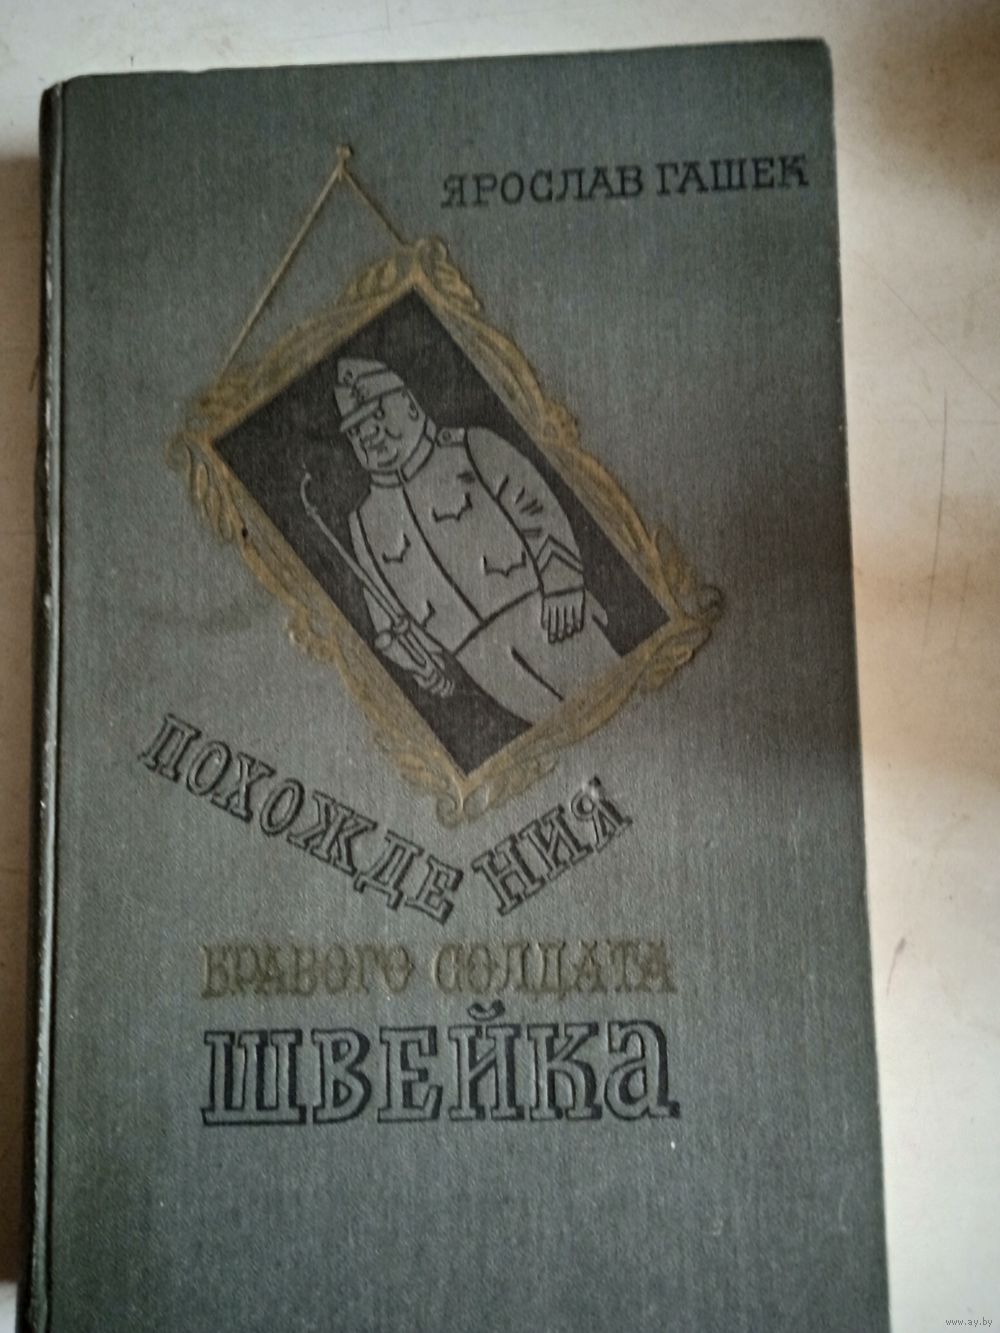 ЯРОСЛАВ ГАШЕК
ПОХОЖДЕНИЯ
БРАВОГО СОЛДАТА
ШВЕЙКА
www.ay.by